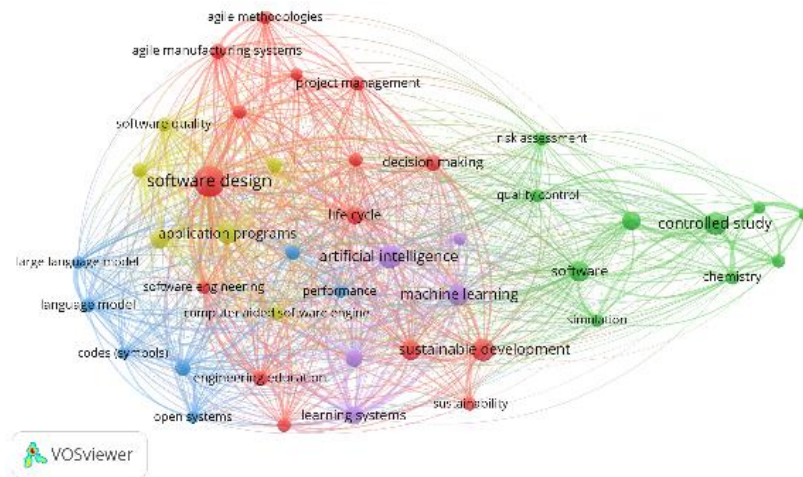 agile methodologies
agile manufacturing systems
project management
software quality
risk assessment
decision making
software design
quality control
life cycle
controlled study
application programs
artificial intelligence
large language model
software
chemistry
software engineering
performance
machine learning
language model
computer aided software engine
simulation
codes (symbols)
sustainable development
engineering education
sustainability
open systems
learning systems
VOSviewer